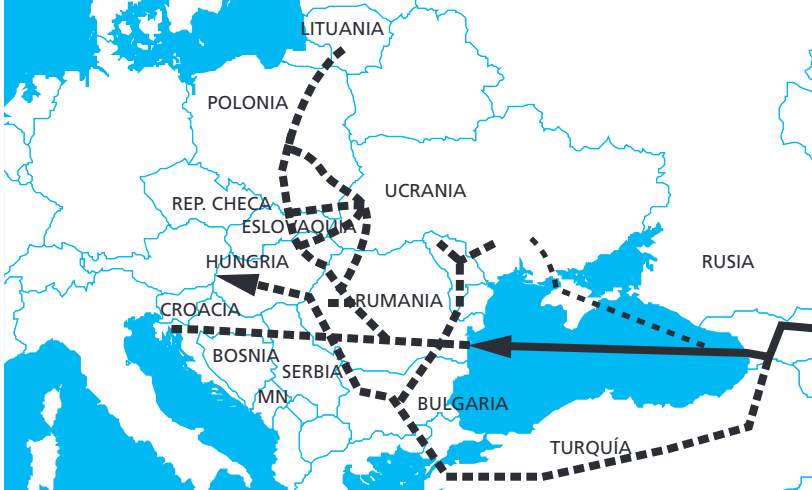 LITUANIA
POLONIA
UCRANIA
REP. CHECA
ESLOVAQUIA
HUNGRIA
RUSIA
RUMANIA
CROACIA
BOSNIA
SERBIA
MN
BULGARIA
TURQUÍA